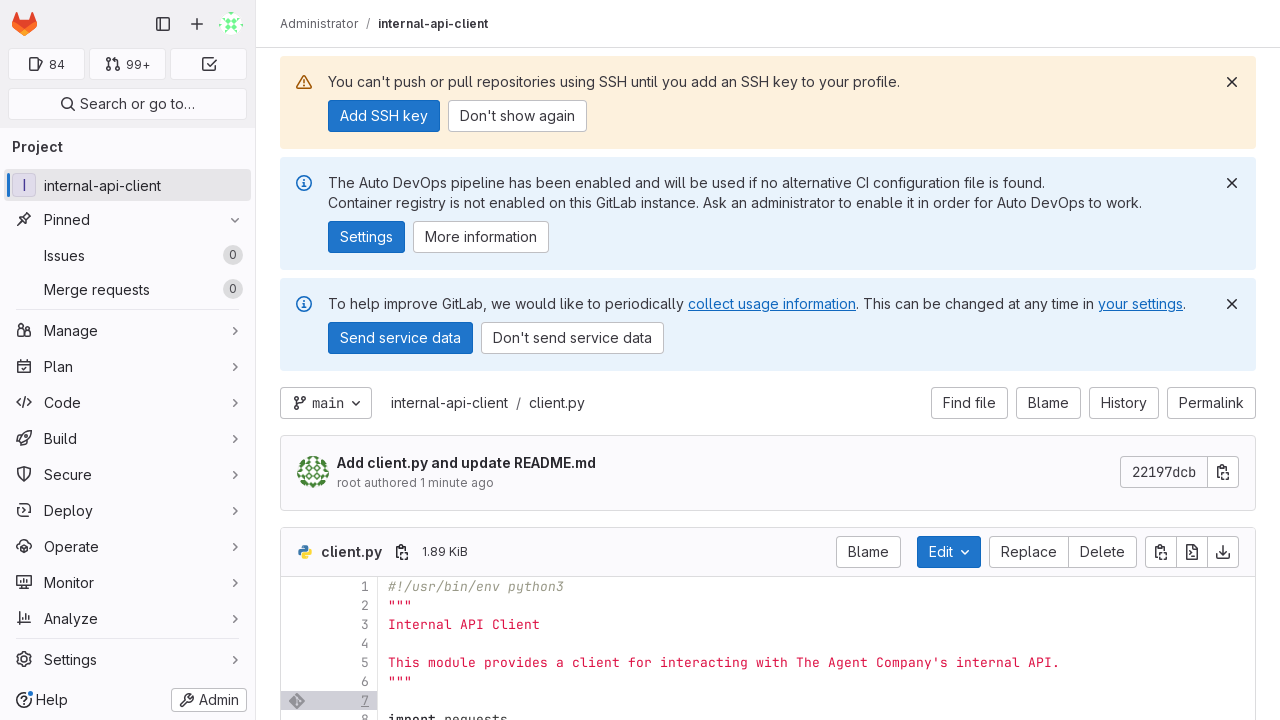 Administrator / internal-api-client
84
99+
Search or go to…
Project
I internal-api-client
Pinned
Issues 0
Merge requests 0
Manage
Plan
Code
Build
Secure
Deploy
Operate
Monitor
Analyze
Settings
Help
Admin
You can't push or pull repositories using SSH until you add an SSH key to your profile.
Add SSH key
Don't show again
The Auto DevOps pipeline has been enabled and will be used if no alternative CI configuration file is found.
Container registry is not enabled on this GitLab instance. Ask an administrator to enable it in order for Auto DevOps to work.
Settings
More information
To help improve GitLab, we would like to periodically collect usage information. This can be changed at any time in your settings.
Send service data
Don't send service data
main
internal-api-client / client.py
Find file
Blame
History
Permalink
Add client.py and update README.md
root authored 1 minute ago
22197dcb
client.py
1.89 KiB
Blame
Edit
Replace
Delete
1 #!/usr/bin/env python3
2 """
3 Internal API Client
4
5 This module provides a client for interacting with The Agent Company's internal API.
6 """
7
8 import requests